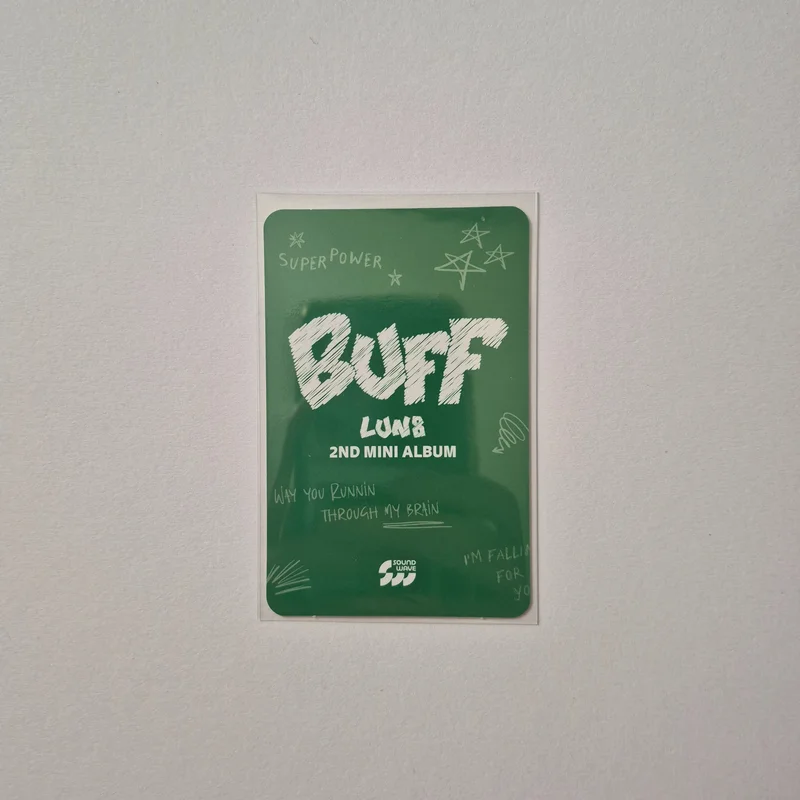 SUPERPOWER
BUFF
LUN8
2ND MINI ALBUM
WAY YOU RUNNIN
THROUGH MY BRAIN
SOUND
WAVE
I'M FALLIN
FOR
YO